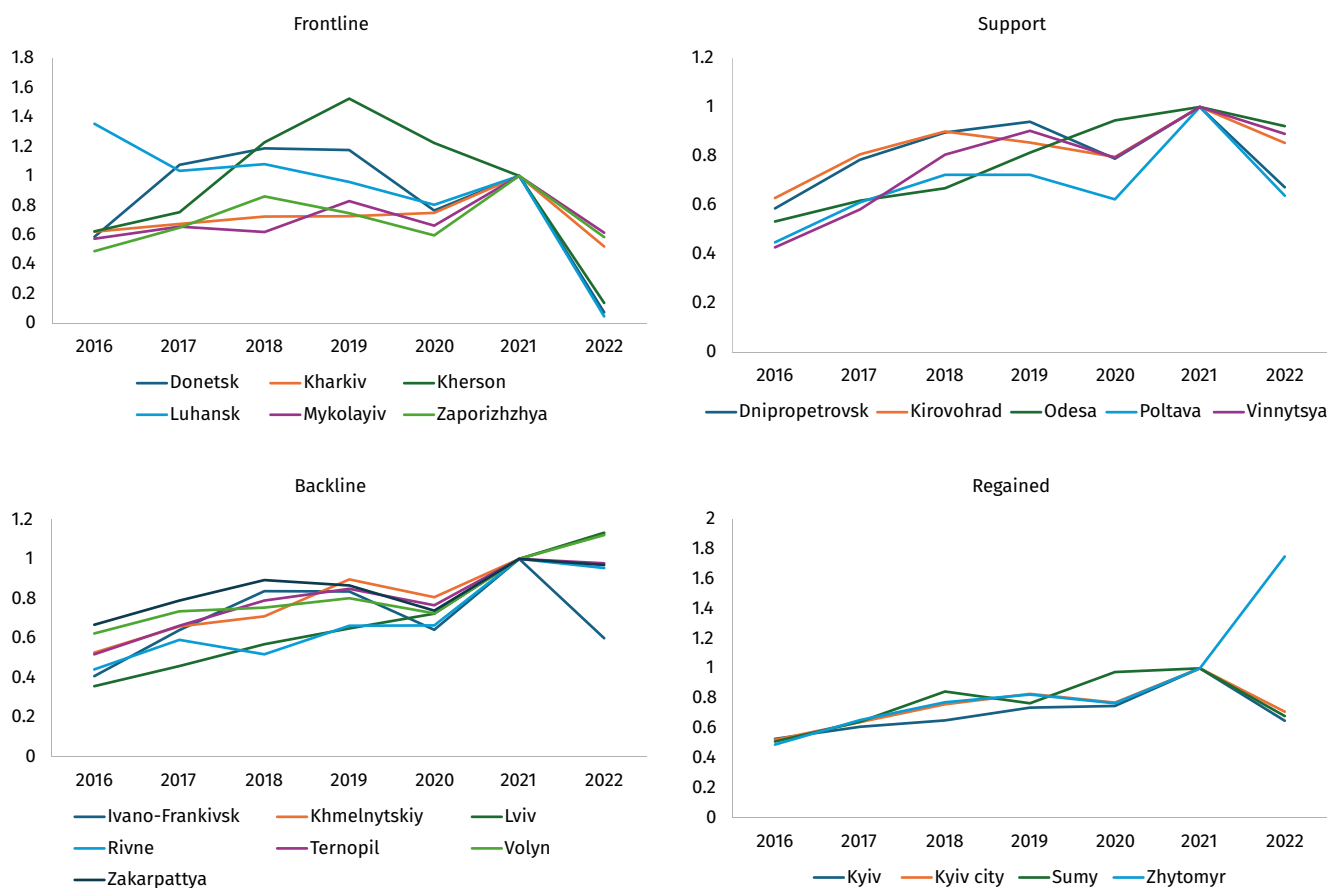 Frontline
1.8
1.6
1.4
1.2
1
0.8
0.6
0.4
0.2
0
2016 2017 2018 2019 2020 2021 2022
Donetsk Kharkiv Kherson
Luhansk Mykolayiv Zaporizhzhya
Support
1.2
1
0.8
0.6
0.4
0.2
0
2016 2017 2018 2019 2020 2021 2022
Dnipropetrovsk Kirovohrad Odesa Poltava Vinnytsya
Backline
1.2
1
0.8
0.6
0.4
0.2
0
2016 2017 2018 2019 2020 2021 2022
Ivano-Frankivsk Khmelnytskiy Lviv
Rivne Ternopil Volyn
Zakarpattya
Regained
2
1.8
1.6
1.4
1.2
1
0.8
0.6
0.4
0.2
0
2016 2017 2018 2019 2020 2021 2022
Kyiv Kyiv city Sumy Zhytomyr